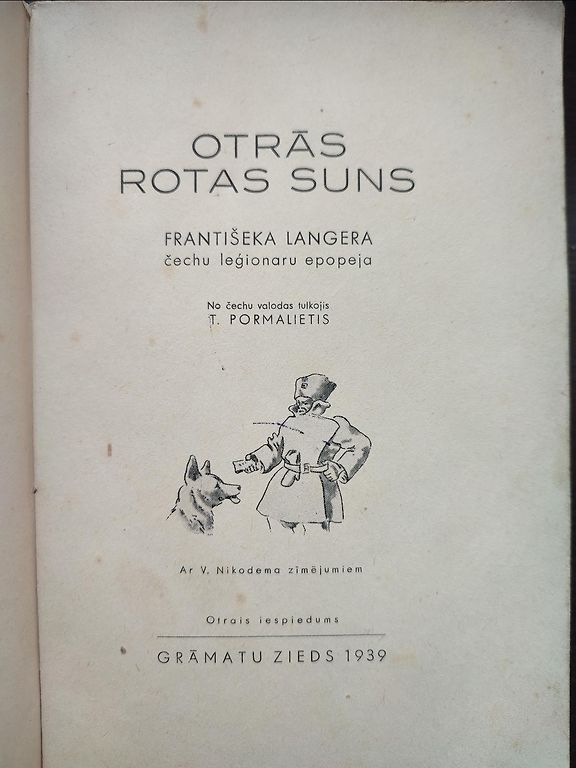 OTRĀS
ROTAS SUNS
FRANTIŠEKA LANGERA
čechu leģionaru epopeja
No čechu valodas tulkojis
T. PORMALIETIS
Ar V. Nikodema zīmējumiem
Otrais iespiedums
GRĀMATU ZIEDS 1939